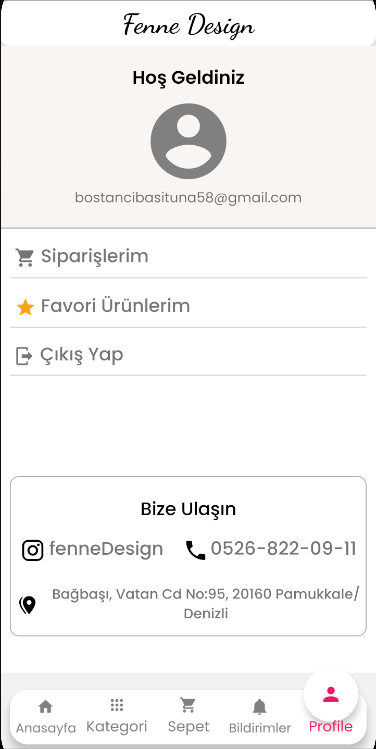 Fenne Design
Hoş Geldiniz
bostancibasituna58@gmail.com
Siparişlerim
Favori Ürünlerim
Çıkış Yap
Bize Ulaşın
fenneDesign 0526-822-09-11
Bağbaşı, Vatan Cd No:95, 20160 Pamukkale/
Denizli
Anasayfa Kategori Sepet Bildirimler Profile